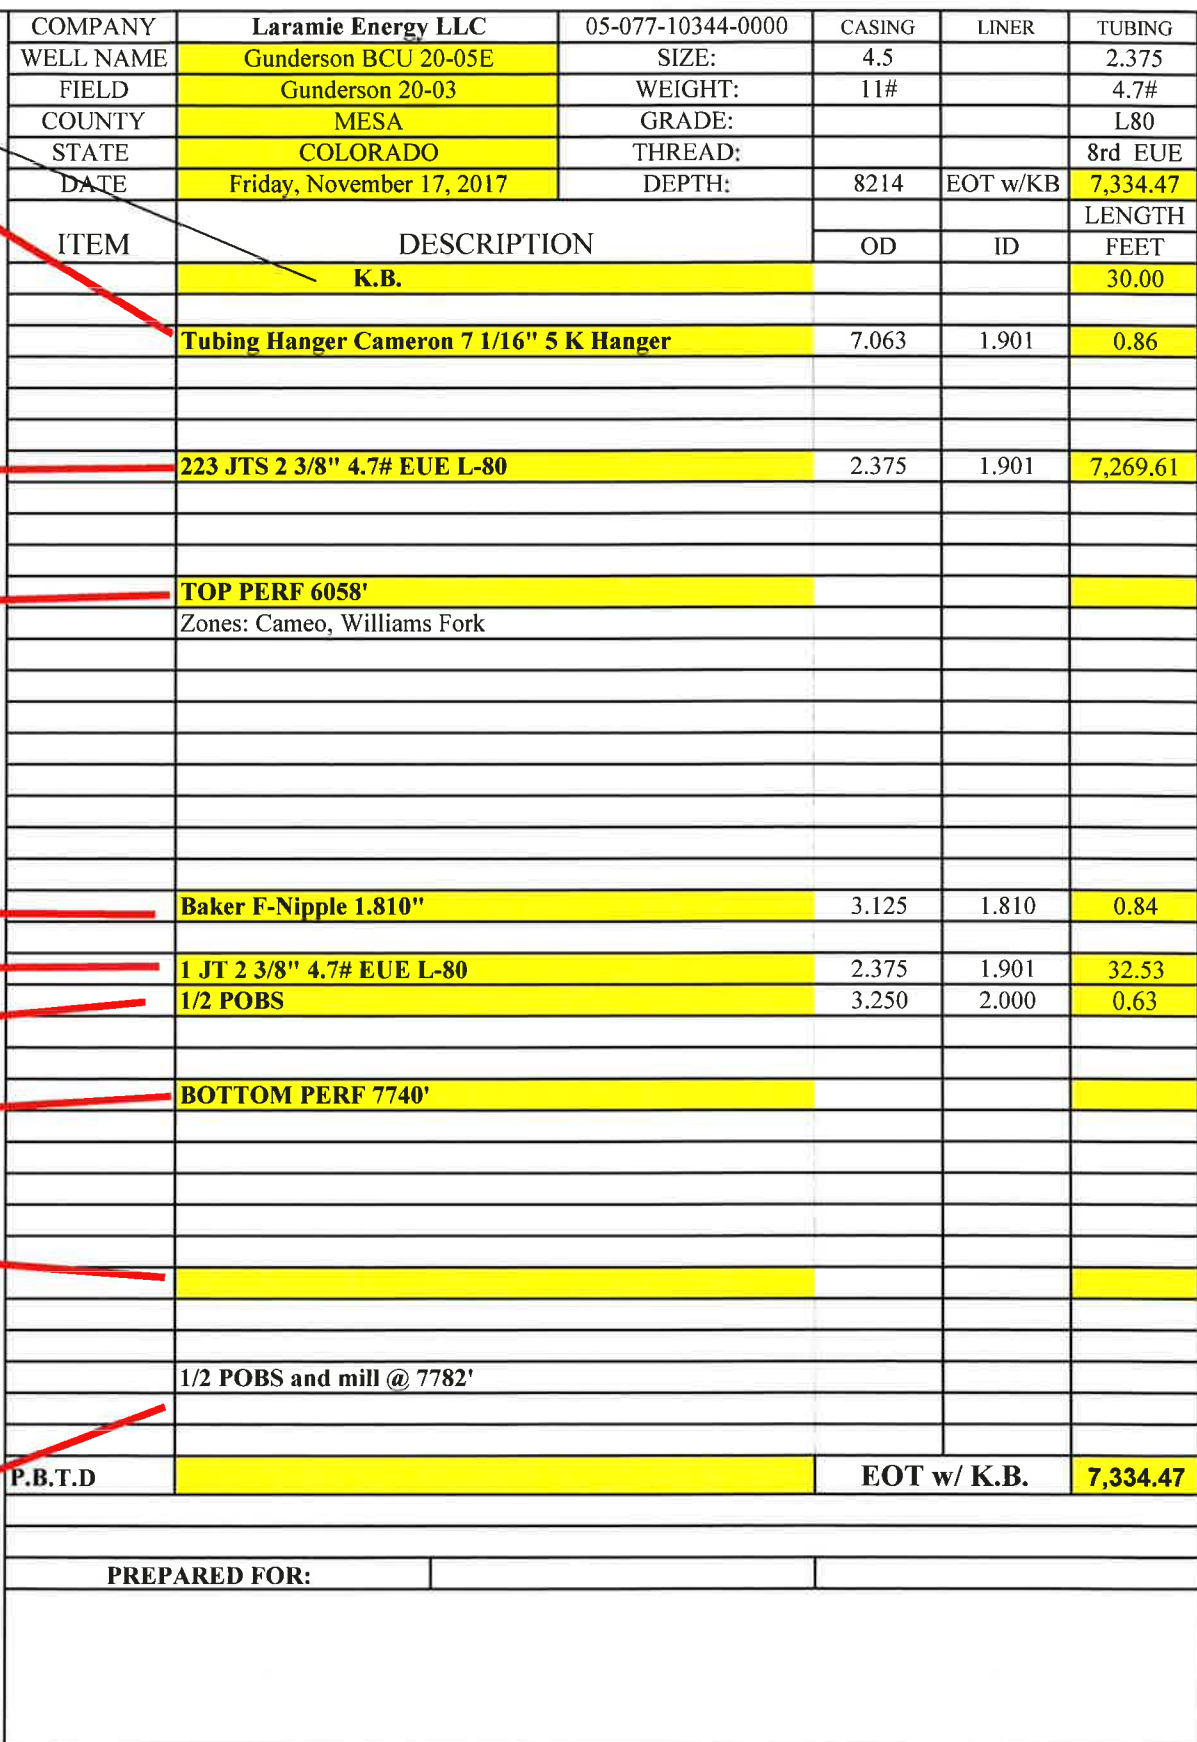 COMPANY Laramie Energy LLC 05-077-10344-0000 CASING LINER TUBING
WELL NAME Gunderson BCU 20-05E SIZE: 4.5 2.375
FIELD Gunderson 20-03 WEIGHT: 11# 4.7#
COUNTY MESA GRADE: L80
STATE COLORADO THREAD: 8rd EUE
DATE Friday, November 17, 2017 DEPTH: 8214 EOT w/KB 7,334.47
LENGTH
ITEM DESCRIPTION OD ID FEET
K.B. 30.00
Tubing Hanger Cameron 7 1/16" 5 K Hanger 7.063 1.901 0.86
223 JTS 2 3/8" 4.7# EUE L-80 2.375 1.901 7,269.61
TOP PERF 6058'
Zones: Cameo, Williams Fork
Baker F-Nipple 1.810" 3.125 1.810 0.84
1 JT 2 3/8" 4.7# EUE L-80 2.375 1.901 32.53
1/2 POBS 3.250 2.000 0.63
BOTTOM PERF 7740'
1/2 POBS and mill @ 7782'
P.B.T.D EOT w/ K.B. 7,334.47
PREPARED FOR: